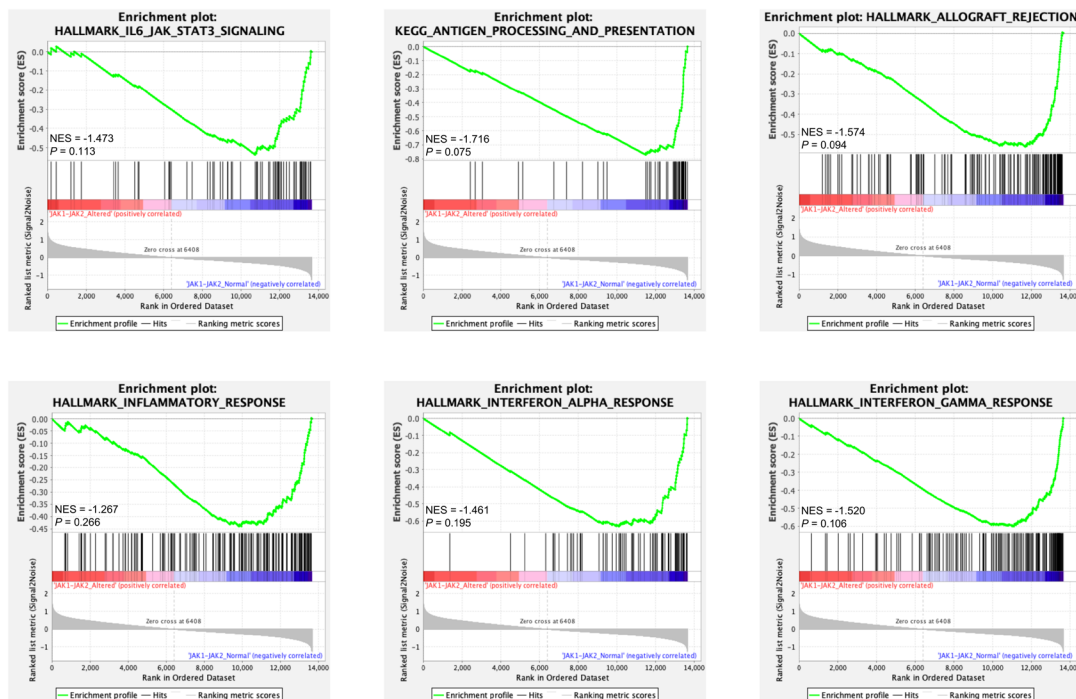 Enrichment plot:
HALLMARK_IL6_JAK_STAT3_SIGNALING
Enrichment score (ES)
0.0
-0.1
-0.2
-0.3
-0.4
-0.5
NES = -1.473
P = 0.113
'JAK1-JAK2_Altered' (positively correlated)
Ranked list metric (Signal2Noise)
2
1
0
-1
Zero cross at 6408
'JAK1-JAK2_Normal' (negatively correlated)
0 2,000 4,000 6,000 8,000 10,000 12,000 14,000
Rank in Ordered Dataset
Enrichment profile Hits Ranking metric scores
Enrichment plot:
KEGG_ANTIGEN_PROCESSING_AND_PRESENTATION
Enrichment score (ES)
0.0
-0.1
-0.2
-0.3
-0.4
-0.5
-0.6
-0.7
-0.8
NES = -1.716
P = 0.075
'JAK1-JAK2_Altered' (positively correlated)
Ranked list metric (Signal2Noise)
2
1
0
-1
Zero cross at 6408
'JAK1-JAK2_Normal' (negatively correlated)
0 2,000 4,000 6,000 8,000 10,000 12,000 14,000
Rank in Ordered Dataset
Enrichment profile Hits Ranking metric scores
Enrichment plot: HALLMARK_ALLOGRAFT_REJECTION
Enrichment score (ES)
0.0
-0.1
-0.2
-0.3
-0.4
-0.5
NES = -1.574
P = 0.094
'JAK1-JAK2_Altered' (positively correlated)
Ranked list metric (Signal2Noise)
2
1
0
-1
Zero cross at 6408
'JAK1-JAK2_Normal' (negatively correlated)
0 2,000 4,000 6,000 8,000 10,000 12,000 14,000
Rank in Ordered Dataset
Enrichment profile Hits Ranking metric scores
Enrichment plot:
HALLMARK_INFLAMMATORY_RESPONSE
Enrichment score (ES)
0.00
-0.05
-0.10
-0.15
-0.20
-0.25
-0.30
-0.35
-0.40
-0.45
NES = -1.267
P = 0.266
'JAK1-JAK2_Altered' (positively correlated)
Ranked list metric (Signal2Noise)
2
1
0
-1
Zero cross at 6408
'JAK1-JAK2_Normal' (negatively correlated)
0 2,000 4,000 6,000 8,000 10,000 12,000 14,000
Rank in Ordered Dataset
Enrichment profile Hits Ranking metric scores
Enrichment plot:
HALLMARK_INTERFERON_ALPHA_RESPONSE
Enrichment score (ES)
0.0
-0.1
-0.2
-0.3
-0.4
-0.5
-0.6
NES = -1.461
P = 0.195
'JAK1-JAK2_Altered' (positively correlated)
Ranked list metric (Signal2Noise)
2
1
0
-1
Zero cross at 6408
'JAK1-JAK2_Normal' (negatively correlated)
0 2,000 4,000 6,000 8,000 10,000 12,000 14,000
Rank in Ordered Dataset
Enrichment profile Hits Ranking metric scores
Enrichment plot:
HALLMARK_INTERFERON_GAMMA_RESPONSE
Enrichment score (ES)
0.0
-0.1
-0.2
-0.3
-0.4
-0.5
-0.6
NES = -1.520
P = 0.106
'JAK1-JAK2_Altered' (positively correlated)
Ranked list metric (Signal2Noise)
2
1
0
-1
Zero cross at 6408
'JAK1-JAK2_Normal' (negatively correlated)
0 2,000 4,000 6,000 8,000 10,000 12,000 14,000
Rank in Ordered Dataset
Enrichment profile Hits Ranking metric scores